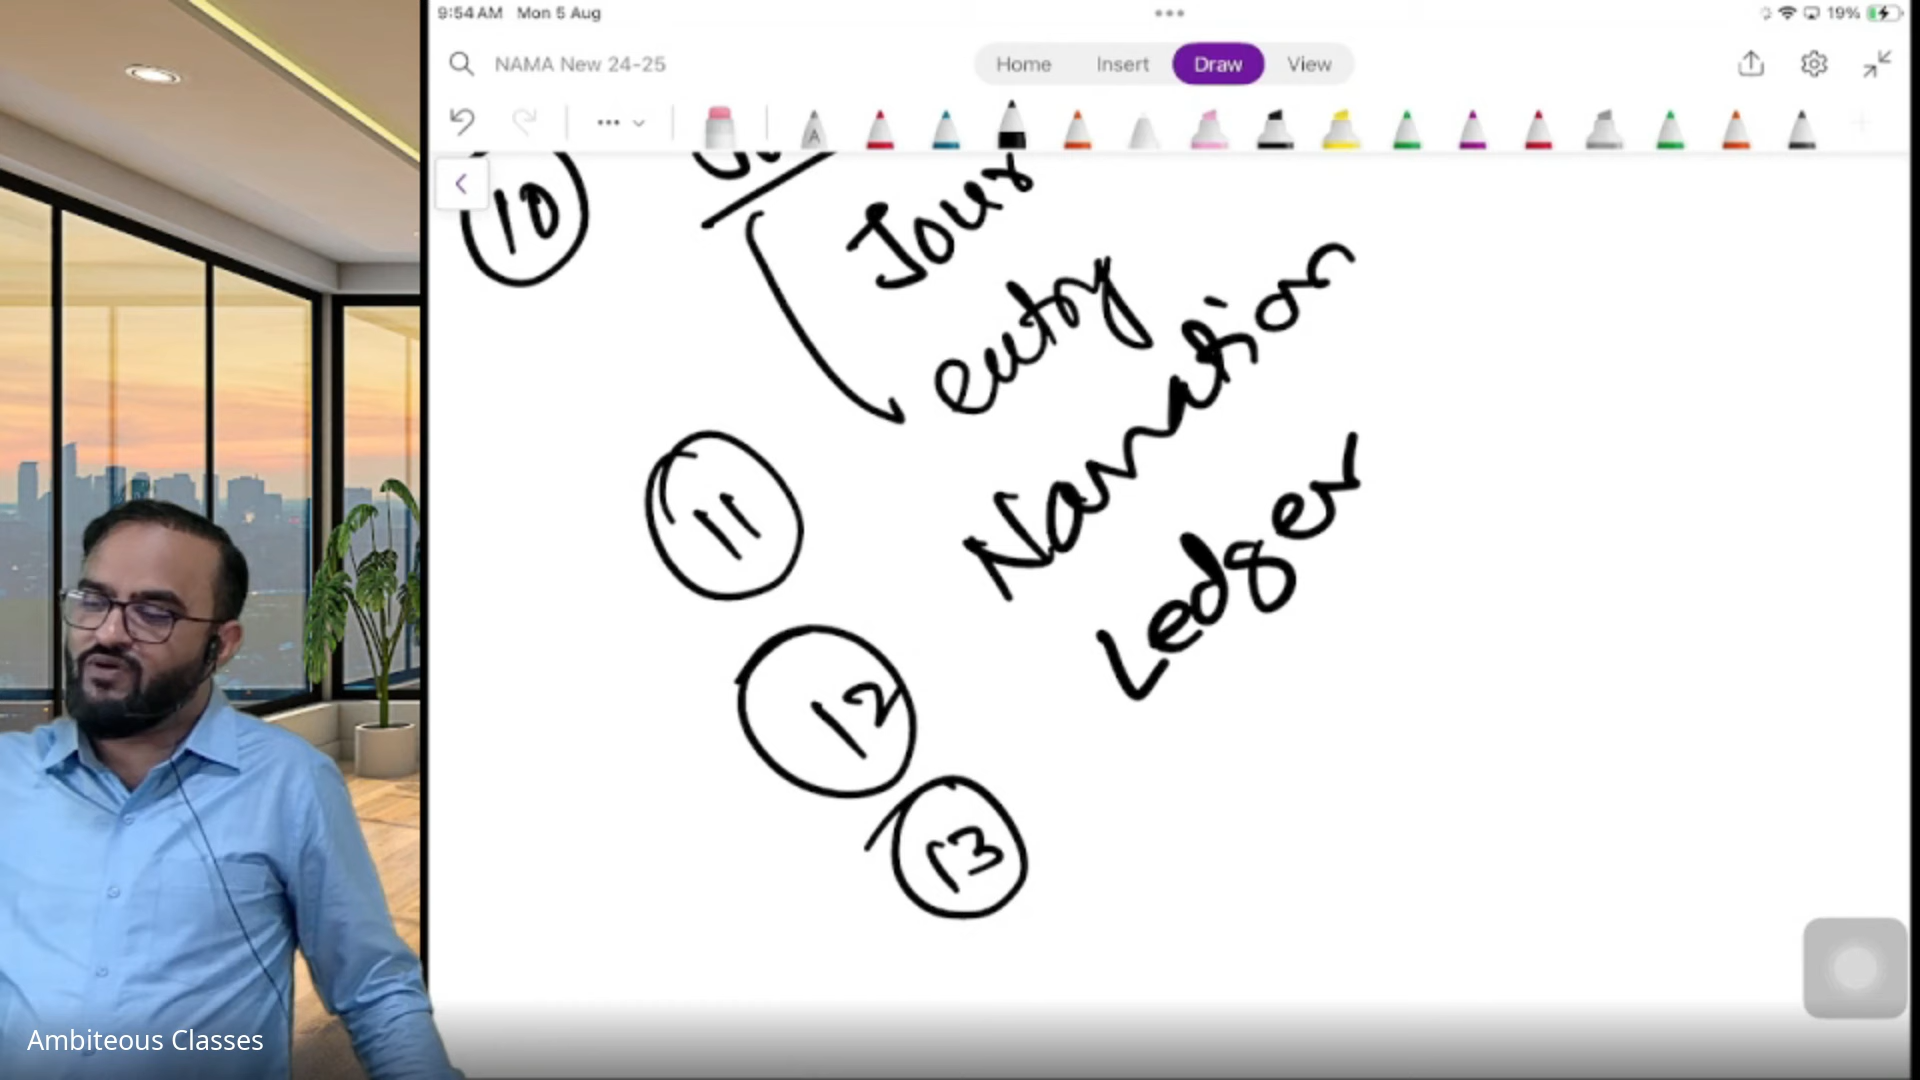 9:54 AM Mon 5 Aug
19%
NAMA New 24-25
Home Insert Draw View
A
10
Jour
entry
11
Narration
12
Ledger
13
Ambiteous Classes